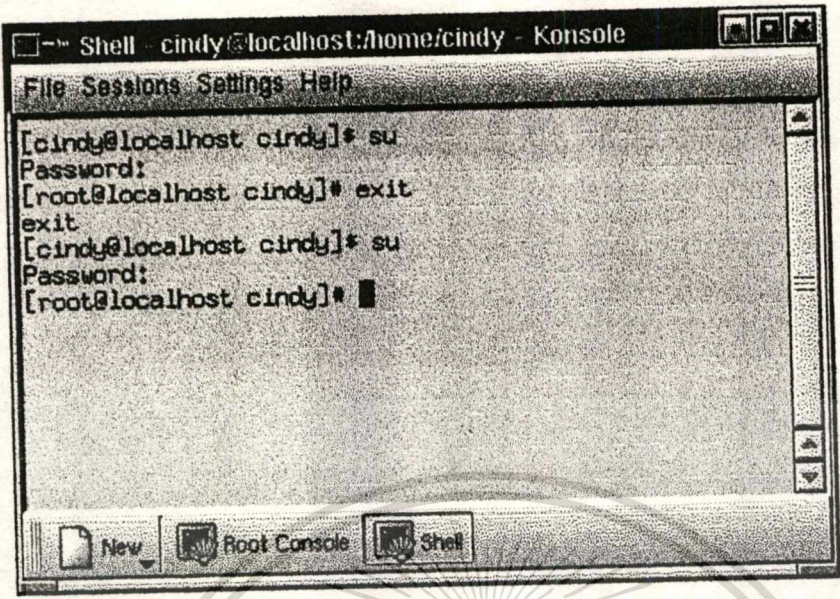 Shell - cindy@localhost:/home/cindy - Konsole
File Sessions Settings Help
[cindy@localhost cindy]$ su
Password:
[root@localhost cindy]# exit
exit
[cindy@localhost cindy]$ su
Password:
[root@localhost cindy]#
New Root Console Shell